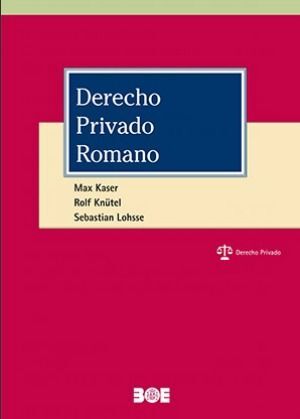 Derecho
Privado
Romano
Max Kaser
Rolf Knütel
Sebastian Lohsse
Derecho Privado
BOE